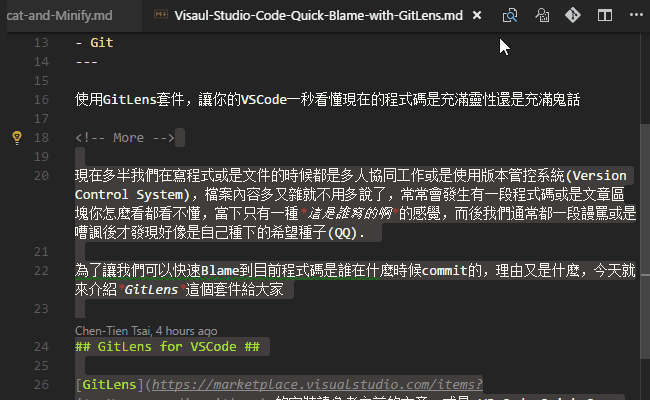 cat-and-Minify.md
Visaul-Studio-Code-Quick-Blame-with-GitLens.md
13 - Git
14 ---
15
16 使用GitLens套件，讓你的VSCode一秒看懂現在的程式碼是充滿靈性還是充滿鬼話
17
18 <!-- More -->
19
20 現在多半我們在寫程式或是文件的時候都是多人協同工作或是使用版本管控系統(Version
Control System)，檔案內容多又雜就不用多說了，常常會發生有一段程式碼或是文章區
塊你怎麼看都看不懂，當下只有一種*這是誰寫的啊*的感覺，而後我們通常都一段謾罵或是
嘈諷後才發現好像是自己種下的希望種子(QQ).
21
22 為了讓我們可以快速Blame到目前程式碼是誰在什麼時候commit的，理由又是什麼，今天就
來介紹*GitLens*這個套件給大家
23
Chen-Tien Tsai, 4 hours ago
24 ## GitLens for VSCode ##
25
26 [GitLens](https://marketplace.visualstudio.com/items?